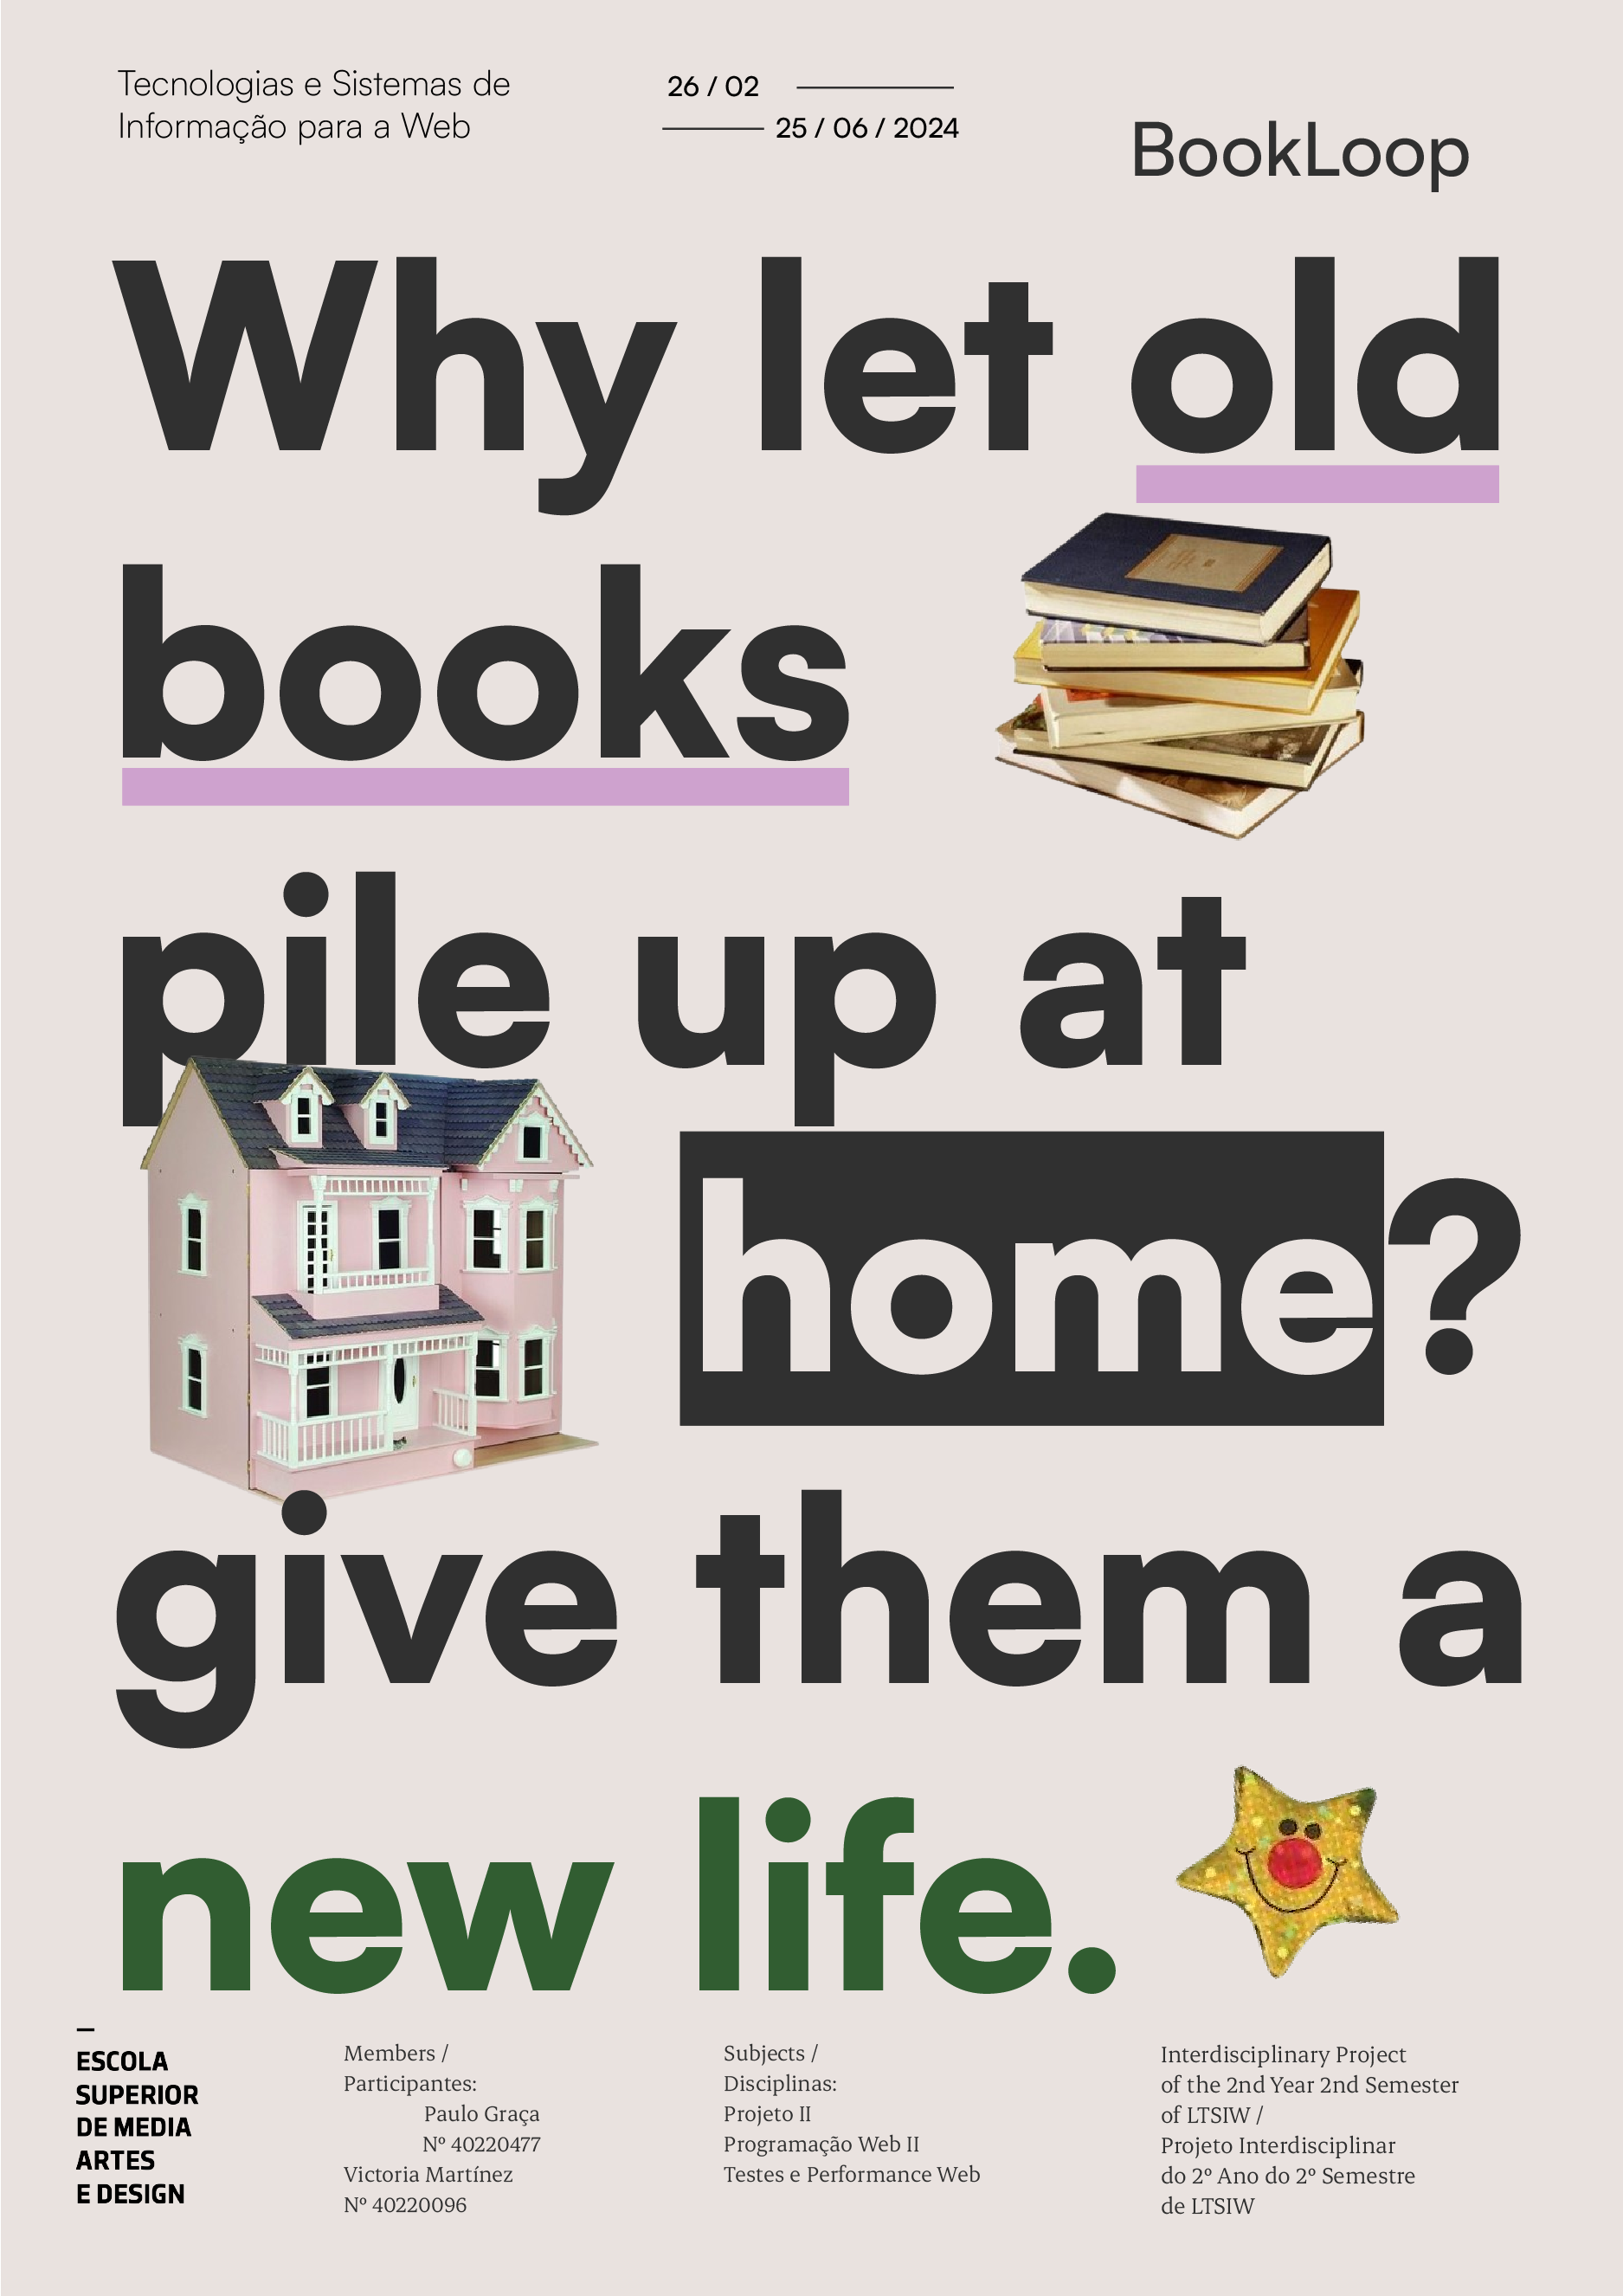 Tecnologias e Sistemas de
Informação para a Web
26 / 02
25 / 06 / 2024
BookLoop
Why let old
books
pile up at
home?
give them a
new life.
ESCOLA
SUPERIOR
DE MEDIA
ARTES
E DESIGN
Members /
Participantes:
Paulo Graça
Nº 40220477
Victoria Martínez
Nº 40220096
Subjects /
Disciplinas:
Projeto II
Programação Web II
Testes e Performance Web
Interdisciplinary Project
of the 2nd Year 2nd Semester
of LTSIW /
Projeto Interdisciplinar
do 2º Ano do 2º Semestre
de LTSIW